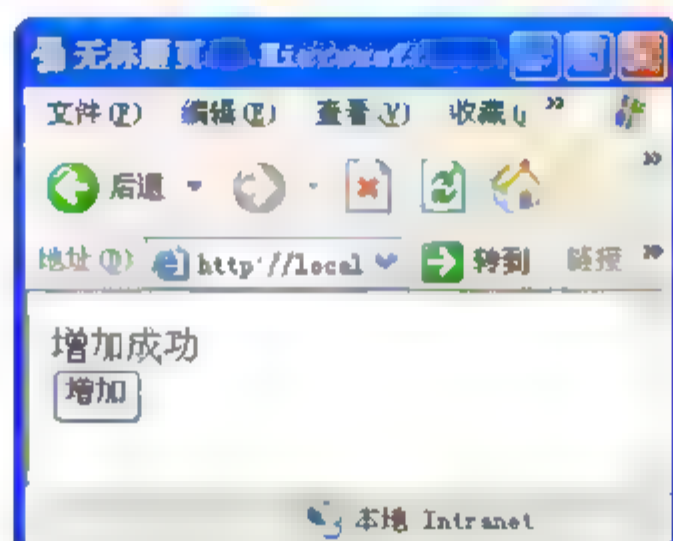 无标题页
文件(F) 编辑(E) 查看(V) 收藏( »
后退 »
地址(D) http://local 转到 链接 »
增加成功
增加
本地 Intranet